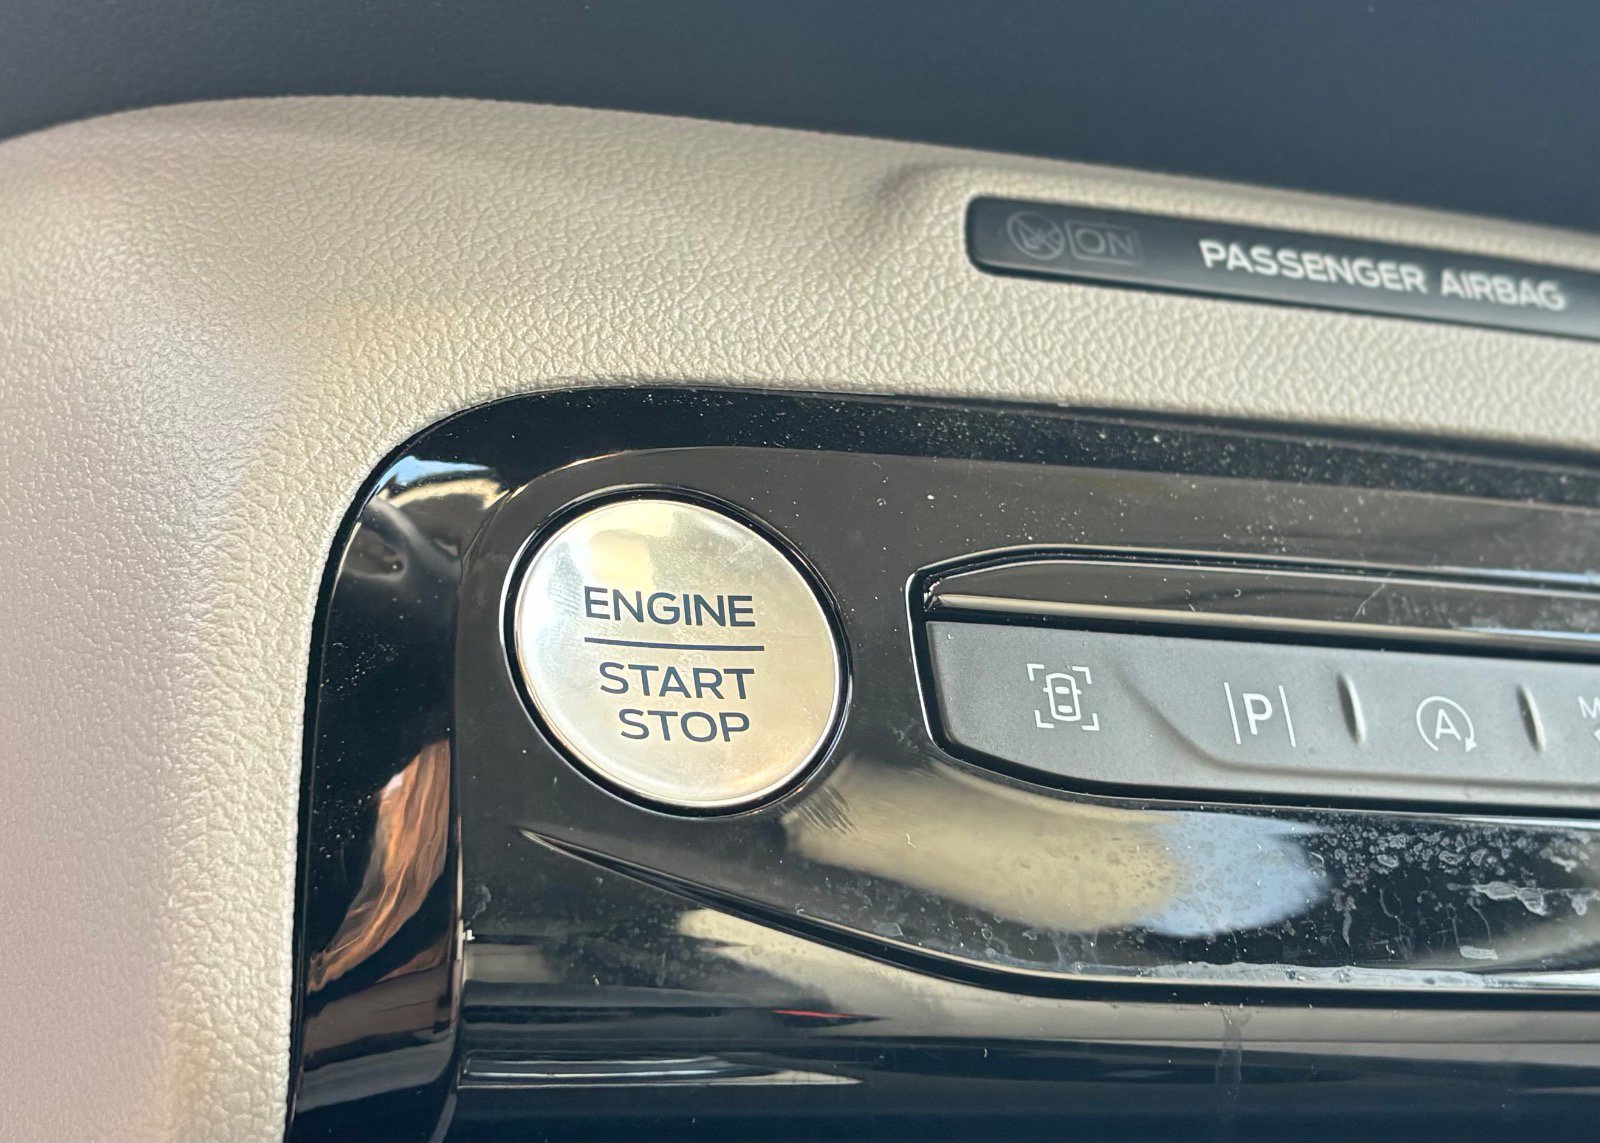 ON PASSENGER AIRBAG
ENGINE
START
STOP
P
A
M